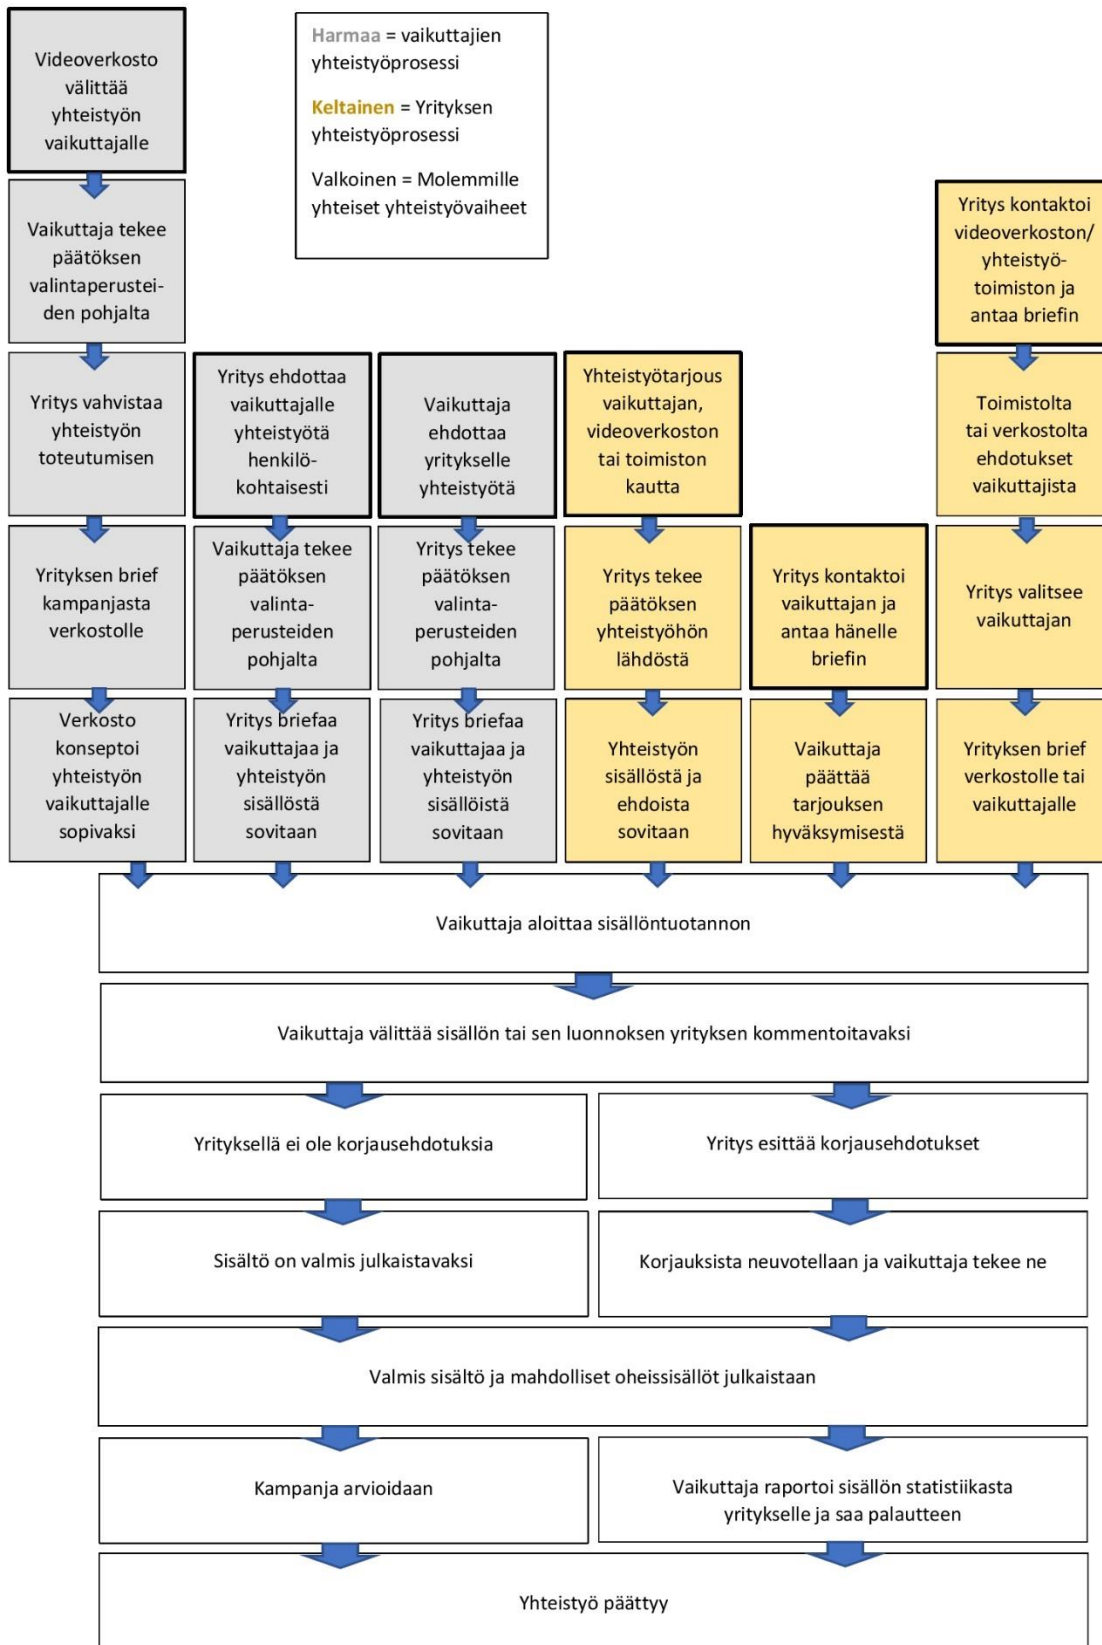 Videoverkosto
välittää
yhteistyön
vaikuttajalle
Harmaa = vaikuttajien
yhteistyöprosessi
Keltainen = Yrityksen
yhteistyöprosessi
Valkoinen = Molemmille
yhteiset yhteistyövaiheet
Vaikuttaja tekee
päätöksen
valintaperustei-
den pohjalta
Yritys kontaktoi
videoverkoston/
yhteistyö-
toimiston ja
antaa briefin
Yritys vahvistaa
yhteistyön
toteutumisen
Yritys ehdottaa
vaikuttajalle
yhteistyötä
henkilö-
kohtaisesti
Vaikuttaja
ehdottaa
yritykselle
yhteistyötä
Yhteistyötarjous
vaikuttajan,
videoverkoston
tai toimiston
kautta
Toimistolta
tai verkostolta
ehdotukset
vaikuttajista
Yrityksen brief
kampanjasta
verkostolle
Vaikuttaja tekee
päätöksen
valinta-
perusteiden
pohjalta
Yritys tekee
päätöksen
valinta-
perusteiden
pohjalta
Yritys tekee
päätöksen
yhteistyöhön
lähdöstä
Yritys kontaktoi
vaikuttajan ja
antaa hänelle
briefin
Yritys valitsee
vaikuttajan
Verkosto
konseptoi
yhteistyön
vaikuttajalle
sopivaksi
Yritys briefaa
vaikuttajaa ja
yhteistyön
sisällöstä
sovitaan
Yritys briefaa
vaikuttajaa ja
yhteistyön
sisällöistä
sovitaan
Yhteistyön
sisällöstä ja
ehdoista
sovitaan
Vaikuttaja
päättää
tarjouksen
hyväksymisestä
Yrityksen brief
verkostolle tai
vaikuttajalle
Vaikuttaja aloittaa sisällöntuotannon
Vaikuttaja välittää sisällön tai sen luonnoksen yrityksen kommentoitavaksi
Yrityksellä ei ole korjausehdotuksia
Yritys esittää korjausehdotukset
Sisältö on valmis julkaistavaksi
Korjauksista neuvotellaan ja vaikuttaja tekee ne
Valmis sisältö ja mahdolliset oheissisällöt julkaistaan
Kampanja arvioidaan
Vaikuttaja raportoi sisällön statistiikasta
yritykselle ja saa palautteen
Yhteistyö päättyy